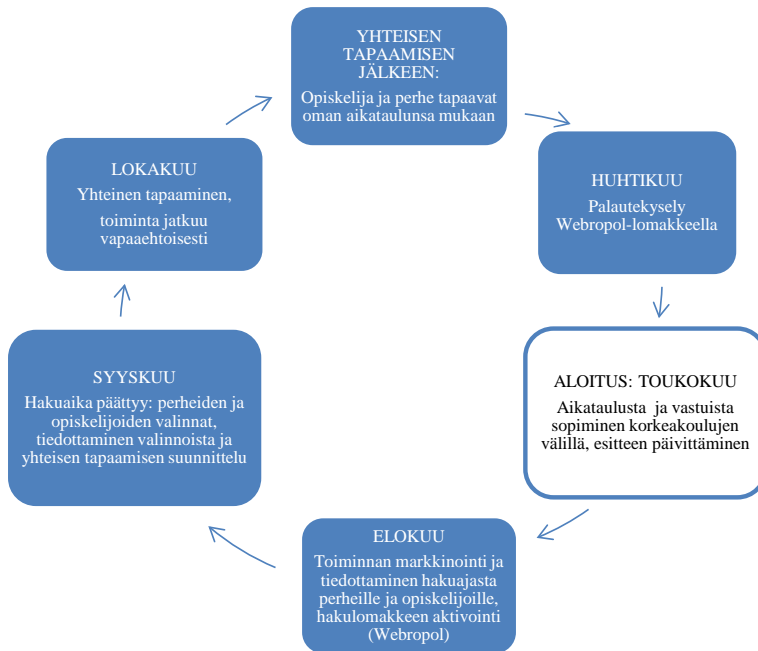 YHTEISEN
TAPAAMISEN
JÄLKEEN:
Opiskelija ja perhe tapaavat
oman aikataulunsa mukaan
HUHTIKUU
Palautekysely
Webropol-lomakkeella
ALOITUS: TOUKOKUU
Aikataulusta ja vastuista
sopiminen korkeakoulujen
välillä, esitteen päivittäminen
ELOKUU
Toiminnan markkinointi ja
tiedottaminen hakuajasta
perheille ja opiskelijoille,
hakulomakkeen aktivointi
(Webropol)
SYYSKUU
Hakuaika päättyy: perheiden ja
opiskelijoiden valinnat,
tiedottaminen valinnoista ja
yhteisen tapaamisen suunnittelu
LOKAKUU
Yhteinen tapaaminen,
toiminta jatkuu
vapaaehtoisesti